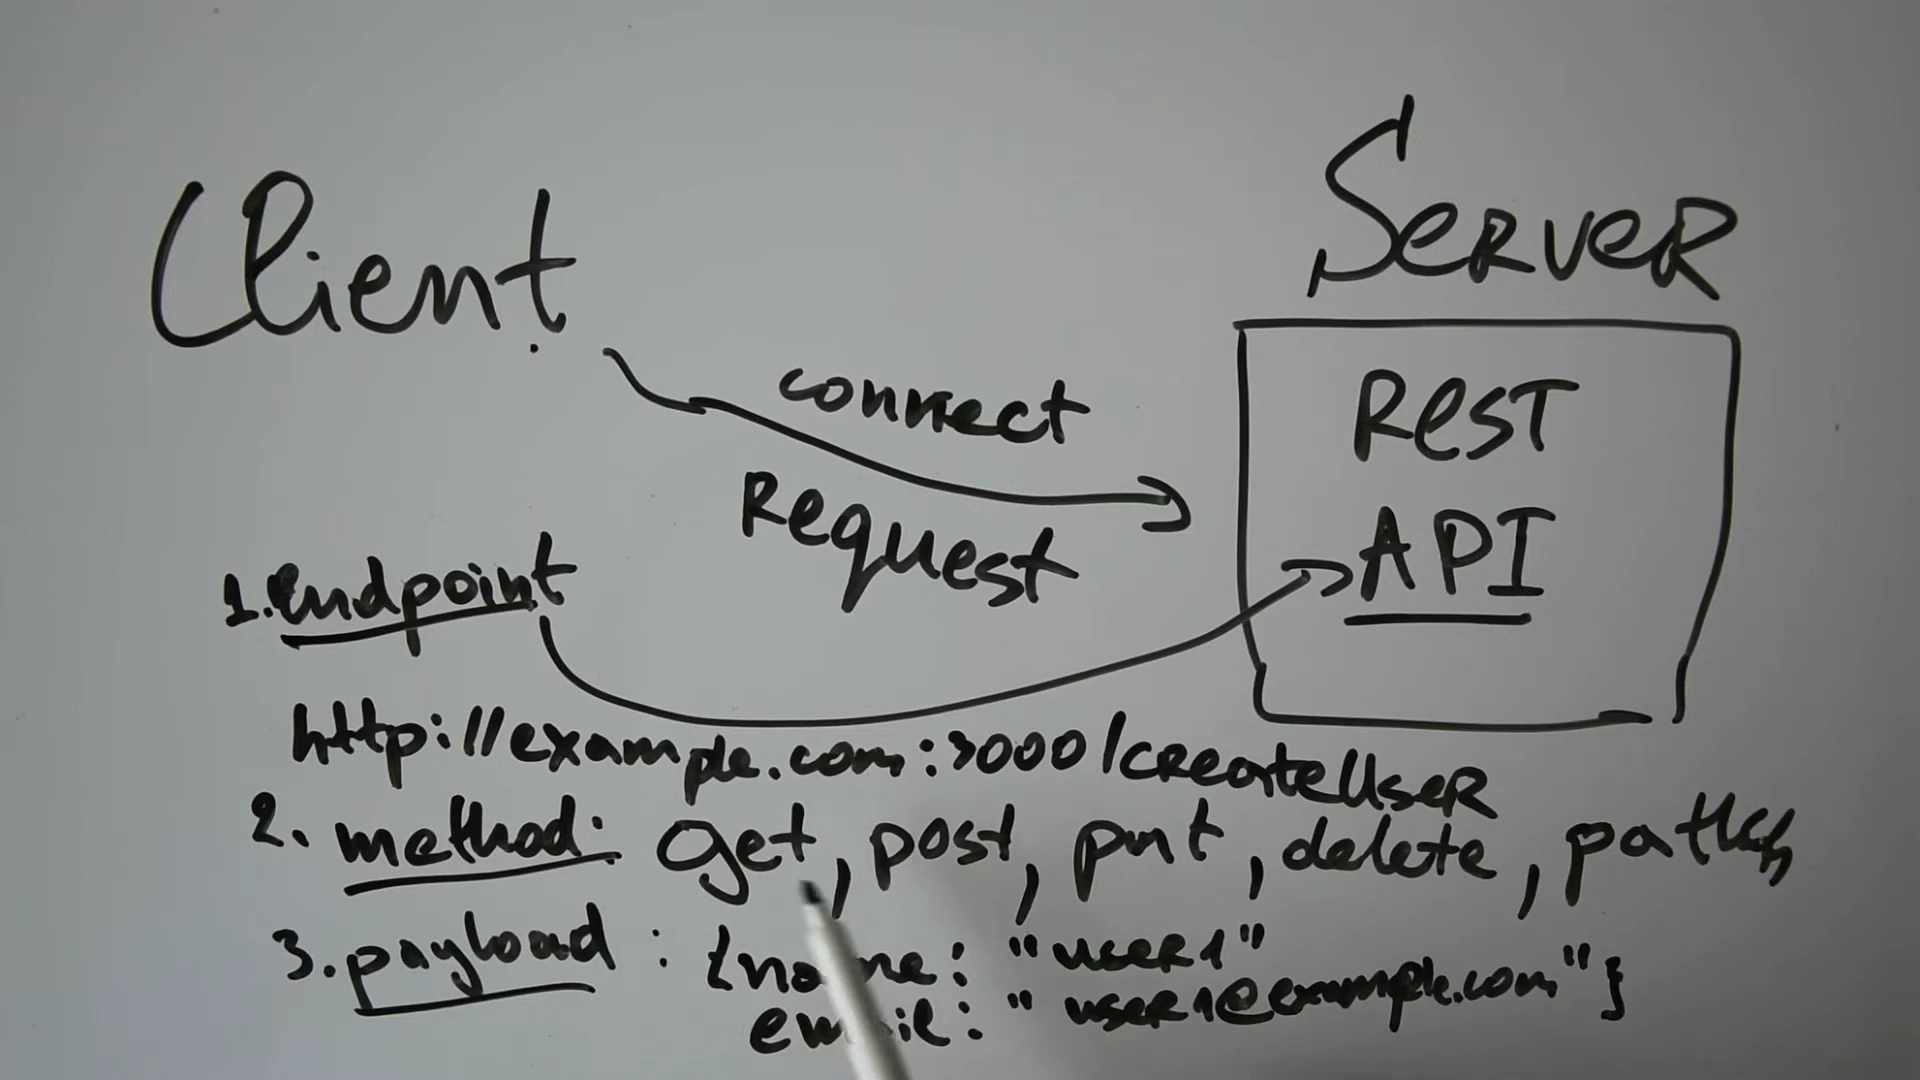 Client
Server
connect
Request
REST
API
1. Endpoint
http://example.com:3000/createUser
2. method: get, post, put, delete, patch
3. payload : {name: "user1"
email: "user1@example.com"}